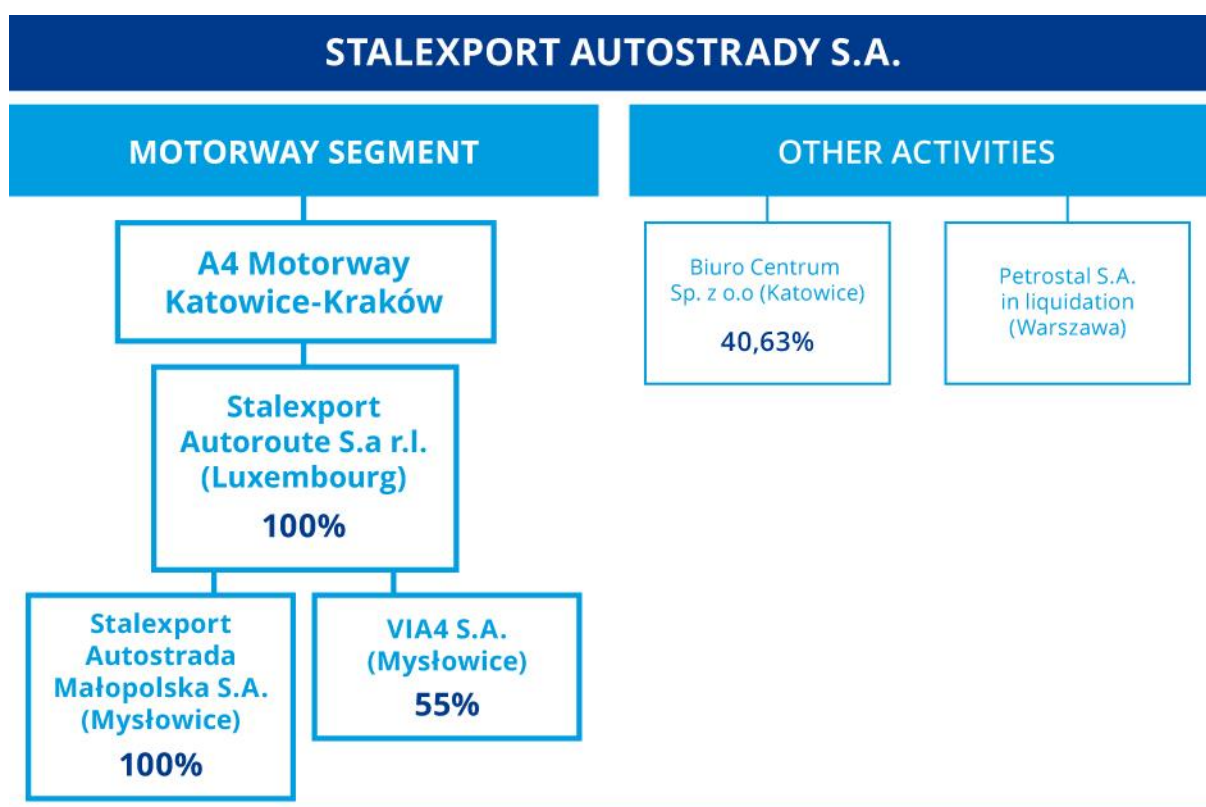 STALEXPORT AUTOSTRADY S.A.
MOTORWAY SEGMENT
A4 Motorway
Katowice-Kraków
Stalexport
Autoroute S.a r.l.
(Luxembourg)
100%
Stalexport
Autostrada
Małopolska S.A.
(Mysłowice)
100%
VIA4 S.A.
(Mysłowice)
55%
OTHER ACTIVITIES
Biuro Centrum
Sp. z o.o (Katowice)
40,63%
Petrostal S.A.
in liquidation
(Warszawa)